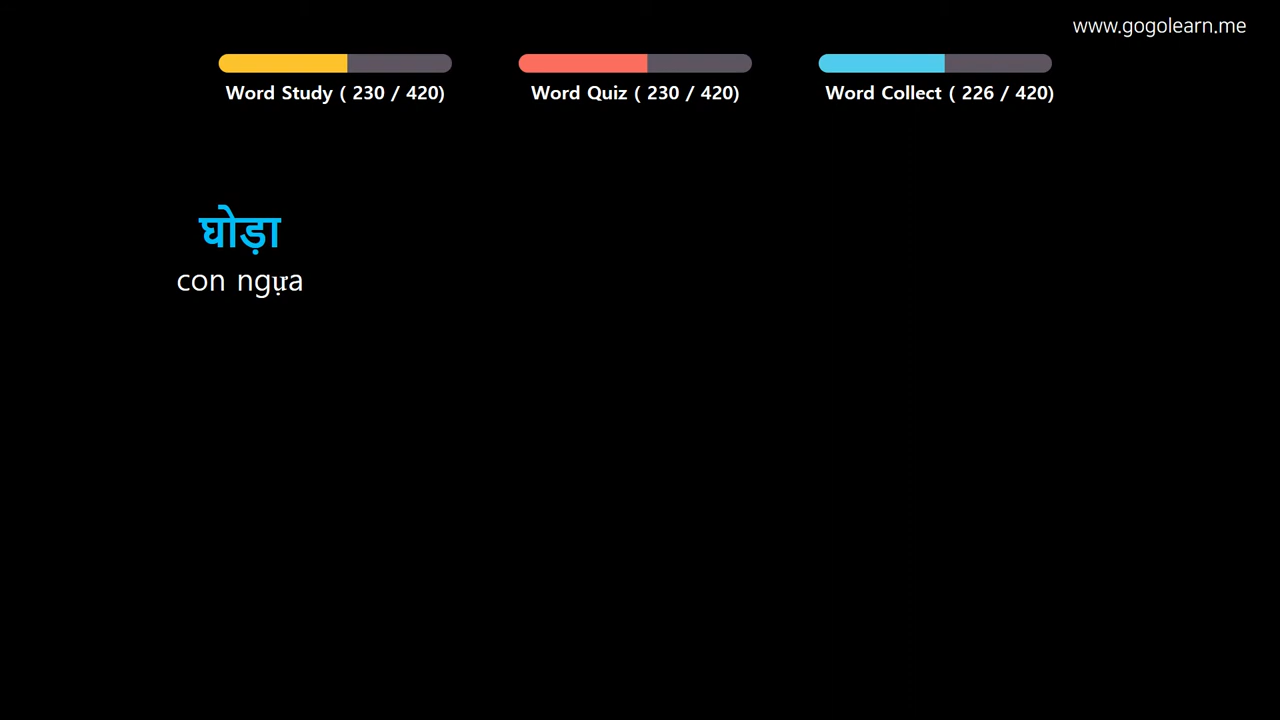 www.gogolearn.me
Word Study ( 230 / 420)
Word Quiz ( 230 / 420)
Word Collect ( 226 / 420)
घोड़ा
con ngựa